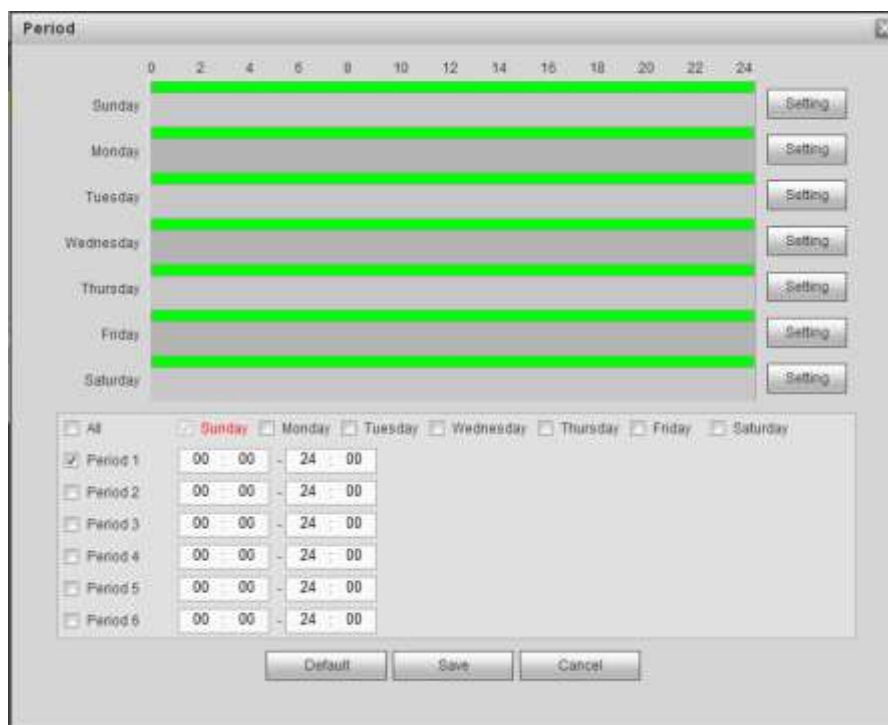 Period
0 2 4 6 8 10 12 14 16 18 20 22 24
Sunday Setting
Monday Setting
Tuesday Setting
Wednesday Setting
Thursday Setting
Friday Setting
Saturday Setting
All Sunday Monday Tuesday Wednesday Thursday Friday Saturday
Period 1 00 : 00 - 24 : 00
Period 2 00 : 00 - 24 : 00
Period 3 00 : 00 - 24 : 00
Period 4 00 : 00 - 24 : 00
Period 5 00 : 00 - 24 : 00
Period 6 00 : 00 - 24 : 00
Default Save Cancel